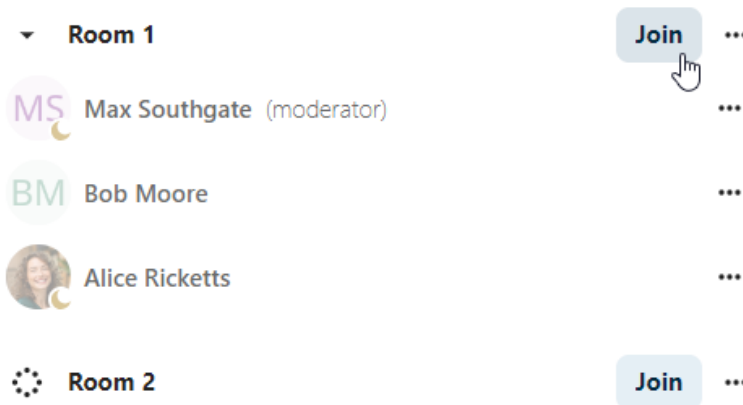 Room 1 Join
MS Max Southgate (moderator)
BM Bob Moore
Alice Ricketts
Room 2 Join